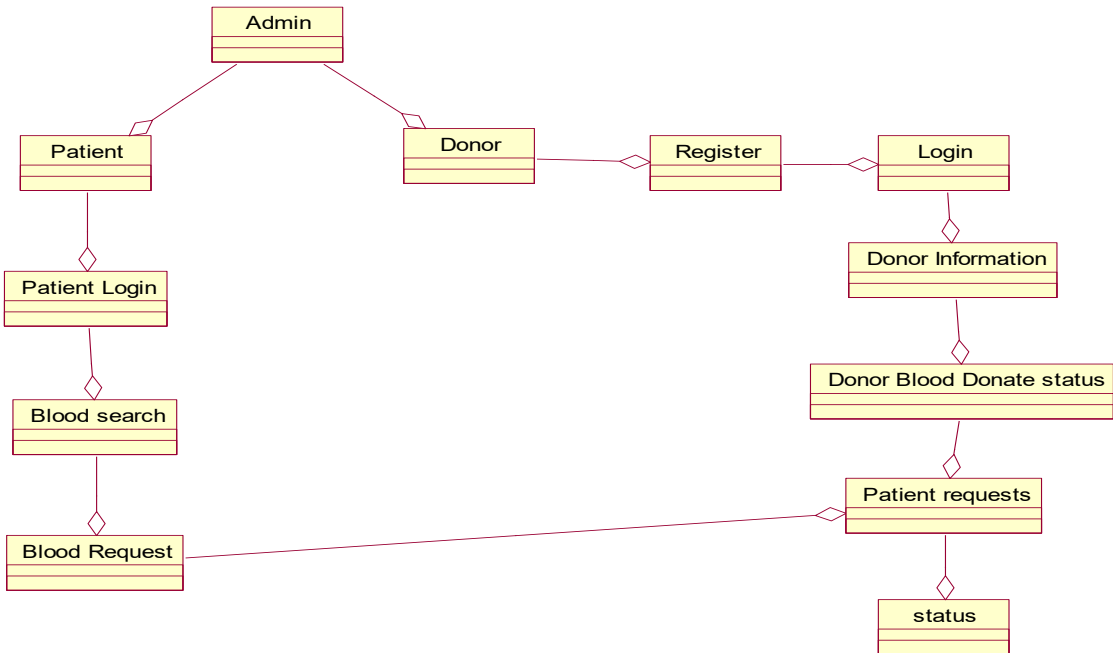 Admin
Patient
Donor
Register
Login
Patient Login
Donor Information
Blood search
Donor Blood Donate status
Blood Request
Patient requests
status